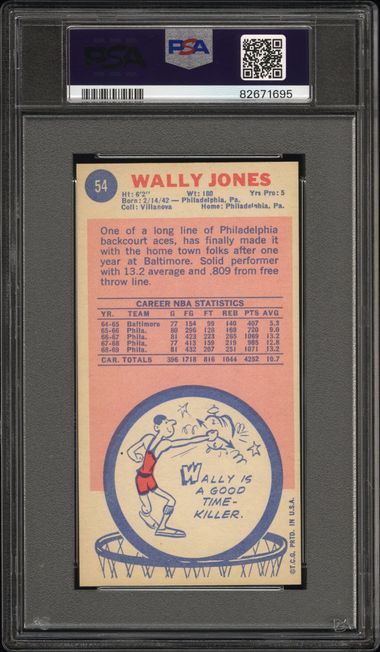 PSA PSA
82671695
54 WALLY JONES
Ht: 6'2" Wt: 180 Yrs Pro: 5
Born: 2/14/42 — Philadelphia, Pa.
Coll: Villanova Home: Philadelphia, Pa.
One of a long line of Philadelphia
backcourt aces, has finally made it
with the home town folks after one
year at Baltimore. Solid performer
with 13.2 average and .809 from free
throw line.
CAREER NBA STATISTICS
YR. TEAM G FG FT REB PTS AVG
64-65 Baltimore 77 154 99 140 407 5.3
65-66 Phila. 80 296 128 169 720 9.0
66-67 Phila. 81 423 223 265 1069 13.2
67-68 Phila. 77 413 159 219 985 12.8
68-69 Phila. 81 432 207 251 1071 13.2
CAR. TOTALS 396 1718 816 1044 4252 10.7
WALLY IS
A GOOD
TIME-
KILLER.
©T.C.G. PRTD. IN U.S.A.